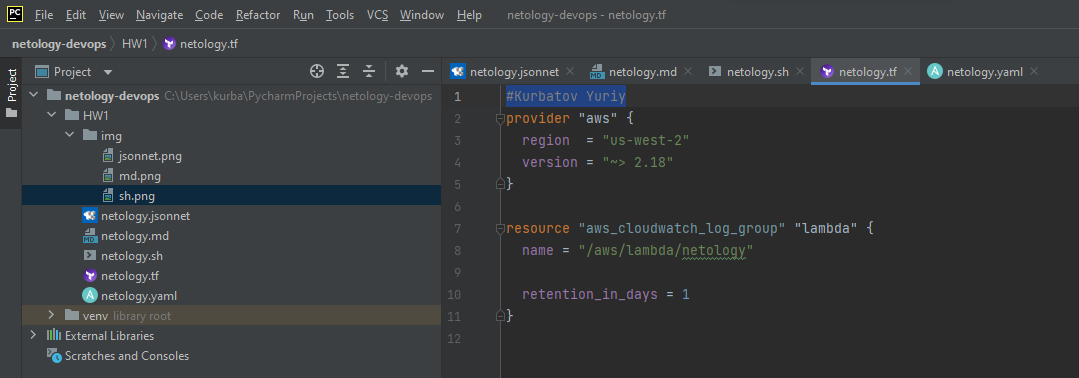 PC File Edit View Navigate Code Refactor Run Tools VCS Window Help netology-devops - netology.tf
netology-devops HW1 netology.tf
Project
Project
netology-devops C:\Users\kurba\PycharmProjects\netology-devops
HW1
img
jsonnet.png
md.png
sh.png
netology.jsonnet
netology.md
netology.sh
netology.tf
netology.yaml
venv library root
External Libraries
Scratches and Consoles
netology.jsonnet netology.md netology.sh netology.tf netology.yaml
1 #Kurbatov Yuriy
2 provider "aws" {
3 region  = "us-west-2"
4 version = "~> 2.18"
5 }
6
7 resource "aws_cloudwatch_log_group" "lambda" {
8 name = "/aws/lambda/netology"
9
10 retention_in_days = 1
11 }
12